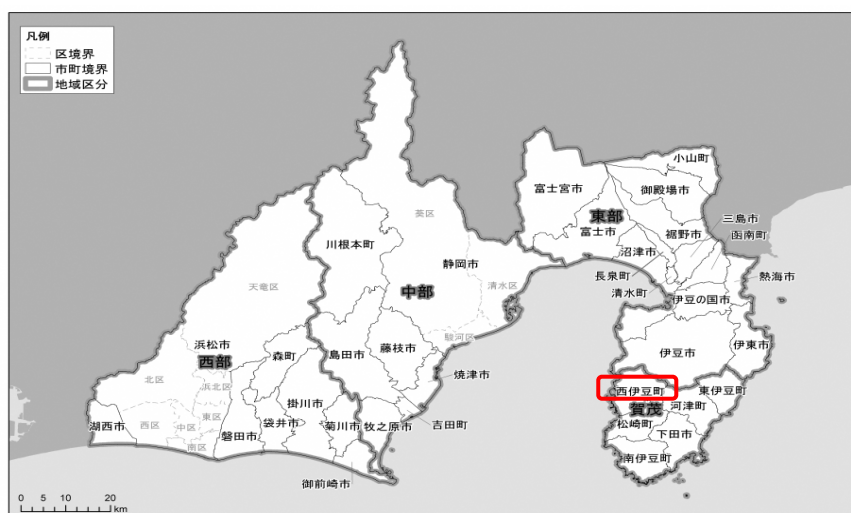 凡例
区境界
市町境界
地域区分
小山町
富士宮市
御殿場市
東部
三島市
富士市
裾野市
函南町
葵区
川根本町
静岡市
沼津市
長泉町
熱海市
天竜区
中部
清水区
清水町
伊豆の国市
駿河区
浜松市
森町
島田市
藤枝市
伊豆市
伊東市
西部
焼津市
北区
浜北区
掛川市
西伊豆町
東伊豆町
東区
袋井市
吉田町
賀茂
河津町
湖西市
西区
中区
磐田市
菊川市
牧之原市
松崎町
下田市
南区
南伊豆町
御前崎市
0 5 10 20
km